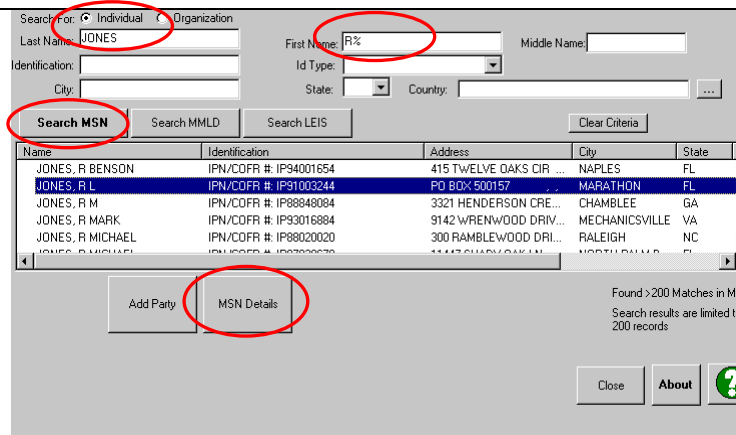 Search For: Individual Organization
Last Name: JONES First Name: R% Middle Name:
Identification: Id Type:
City: State: Country: ...
Search MSN Search MMLD Search LEIS Clear Criteria
Name Identification Address City State
JONES, R BENSON IPN/COFR #: IP94001654 415 TWELVE OAKS CIR ... NAPLES FL
JONES, R L IPN/COFR #: IP91003244 PO BOX 500157 , , MARATHON FL
JONES, R M IPN/COFR #: IP88848084 3321 HENDERSON CRE... CHAMBLEE GA
JONES, R MARK IPN/COFR #: IP93016884 9142 WRENWOOD DRIV... MECHANICSVILLE VA
JONES, R MICHAEL IPN/COFR #: IP88020020 300 RAMBLEWOOD DRI... RALEIGH NC
JONES, R MICHAEL IPN/COFR #:
Add Party MSN Details Found >200 Matches in M
Search results are limited t
200 records
Close About ?